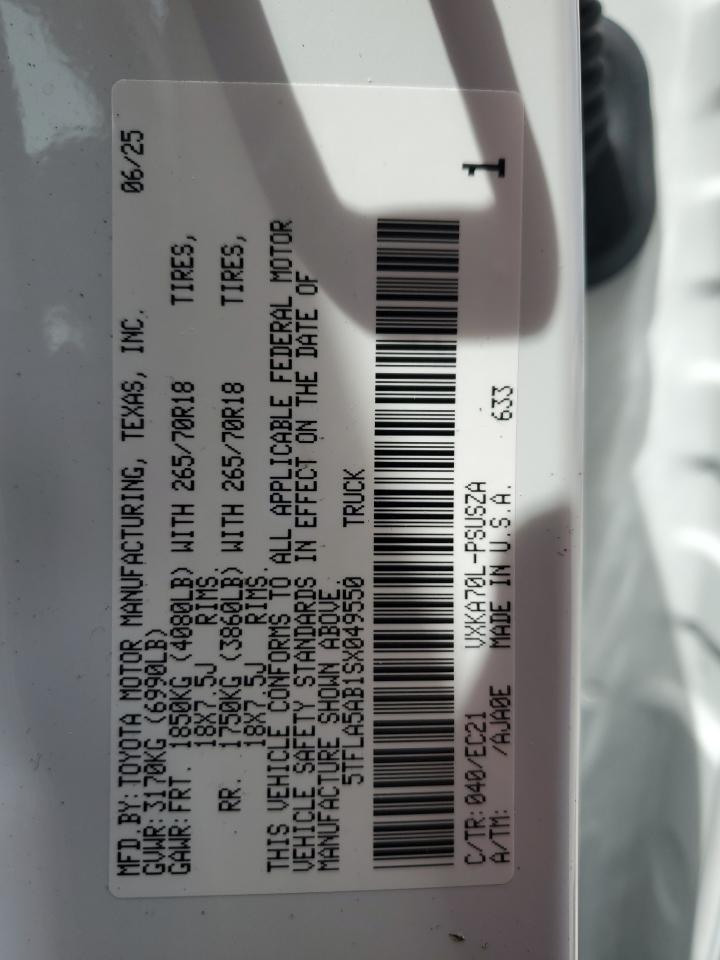 MFD.BY: TOYOTA MOTOR MANUFACTURING, TEXAS, INC. 06/25
GVWR: 3170KG (6990LB)
GAWR: FRT. 1850KG (4080LB) WITH 265/70R18 TIRES,
18X7.5J RIMS.
RR. 1750KG (3860LB) WITH 265/70R18 TIRES,
18X7.5J RIMS.
THIS VEHICLE CONFORMS TO ALL APPLICABLE FEDERAL MOTOR
VEHICLE SAFETY STANDARDS IN EFFECT ON THE DATE OF
MANUFACTURE SHOWN ABOVE
5TFLA5AB1SX049550 TRUCK
C/TR: 040/EC21 VXKA70L-PSUSZA 1
A/TM: /AJA0E MADE IN U.S.A. 633